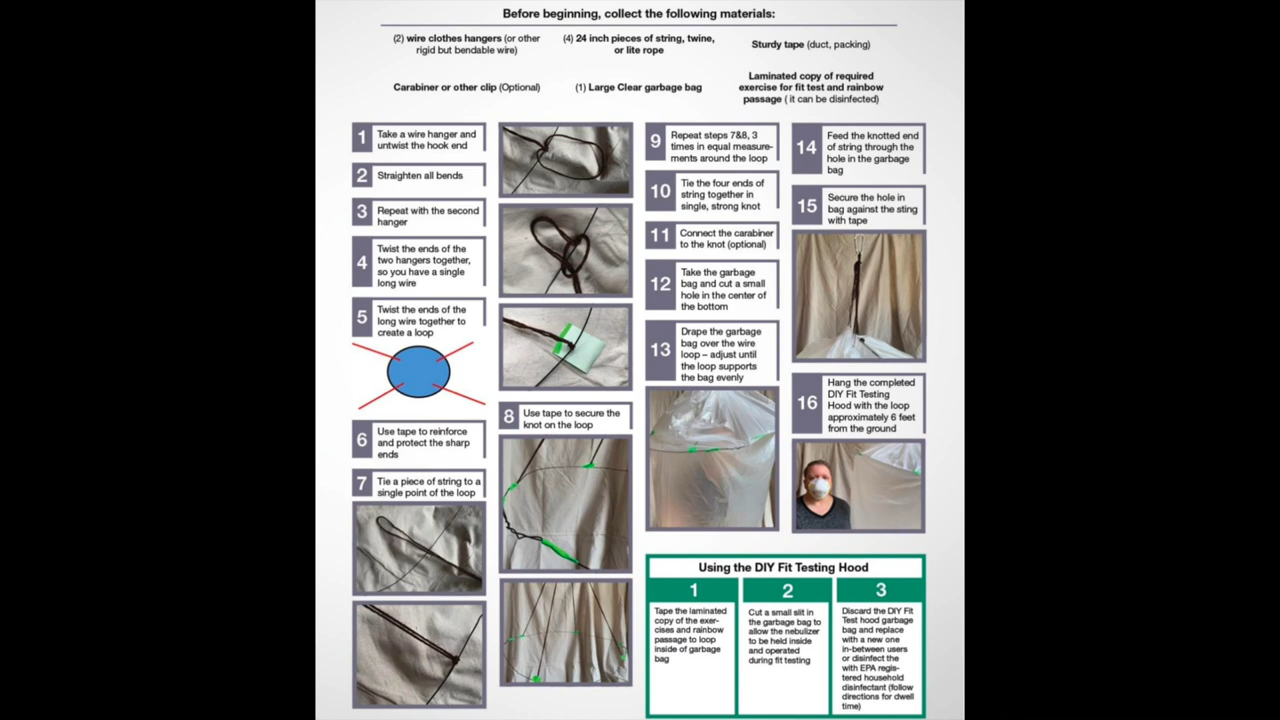 Before beginning, collect the following materials:
(2) wire clothes hangers (or other
rigid but bendable wire)
(4) 24 inch pieces of string, twine,
or lite rope
Sturdy tape (duct, packing)
Carabiner or other clip (Optional)
(1) Large Clear garbage bag
Laminated copy of required
exercise for fit test and rainbow
passage ( it can be disinfected)
1
Take a wire hanger and
untwist the hook end
2
Straighten all bends
3
Repeat with the second
hanger
4
Twist the ends of the
two hangers together,
so you have a single
long wire
5
Twist the ends of the
long wire together to
create a loop
6
Use tape to reinforce
and protect the sharp
ends
7
Tie a piece of string to a
single point of the loop
8
Use tape to secure the
knot on the loop
9
Repeat steps 7&8, 3
times in equal measure-
ments around the loop
10
Tie the four ends of
string together in
single, strong knot
11
Connect the carabiner
to the knot (optional)
12
Take the garbage
bag and cut a small
hole in the center of
the bottom
13
Drape the garbage
bag over the wire
loop – adjust until
the loop supports
the bag evenly
14
Feed the knotted end
of string through the
hole in the garbage
bag
15
Secure the hole in
bag against the sting
with tape
16
Hang the completed
DIY Fit Testing
Hood with the loop
approximately 6 feet
from the ground
Using the DIY Fit Testing Hood
1
Tape the laminated
copy of the exer-
cises and rainbow
passage to loop
inside of garbage
bag
2
Cut a small slit in
the garbage bag to
allow the nebulizer
to be held inside
and operated
during fit testing
3
Discard the DIY Fit
Test hood garbage
bag and replace
with a new one
in-between users
or disinfect the
with EPA regis-
tered household
disinfectant (follow
directions for dwell
time)